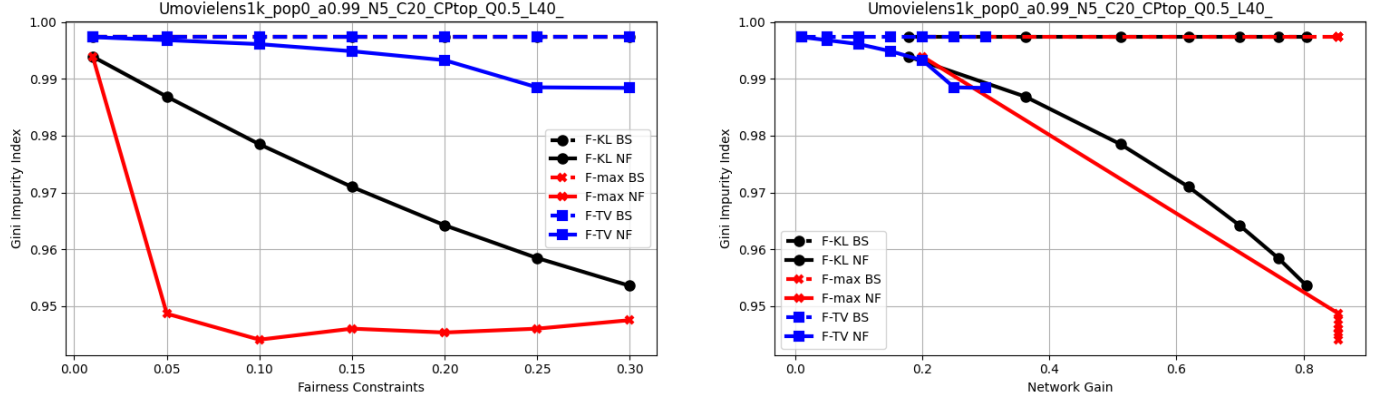 Umovielens1k_pop0_a0.99_N5_C20_CPtop_Q0.5_L40_
1.00
0.99
0.98
0.97
0.96
0.95
Gini Impurity Index
F-KL BS
F-KL NF
F-max BS
F-max NF
F-TV BS
F-TV NF
0.00 0.05 0.10 0.15 0.20 0.25 0.30
Fairness Constraints
Umovielens1k_pop0_a0.99_N5_C20_CPtop_Q0.5_L40_
1.00
0.99
0.98
0.97
0.96
0.95
Gini Impurity Index
F-KL BS
F-KL NF
F-max BS
F-max NF
F-TV BS
F-TV NF
0.0 0.2 0.4 0.6 0.8
Network Gain